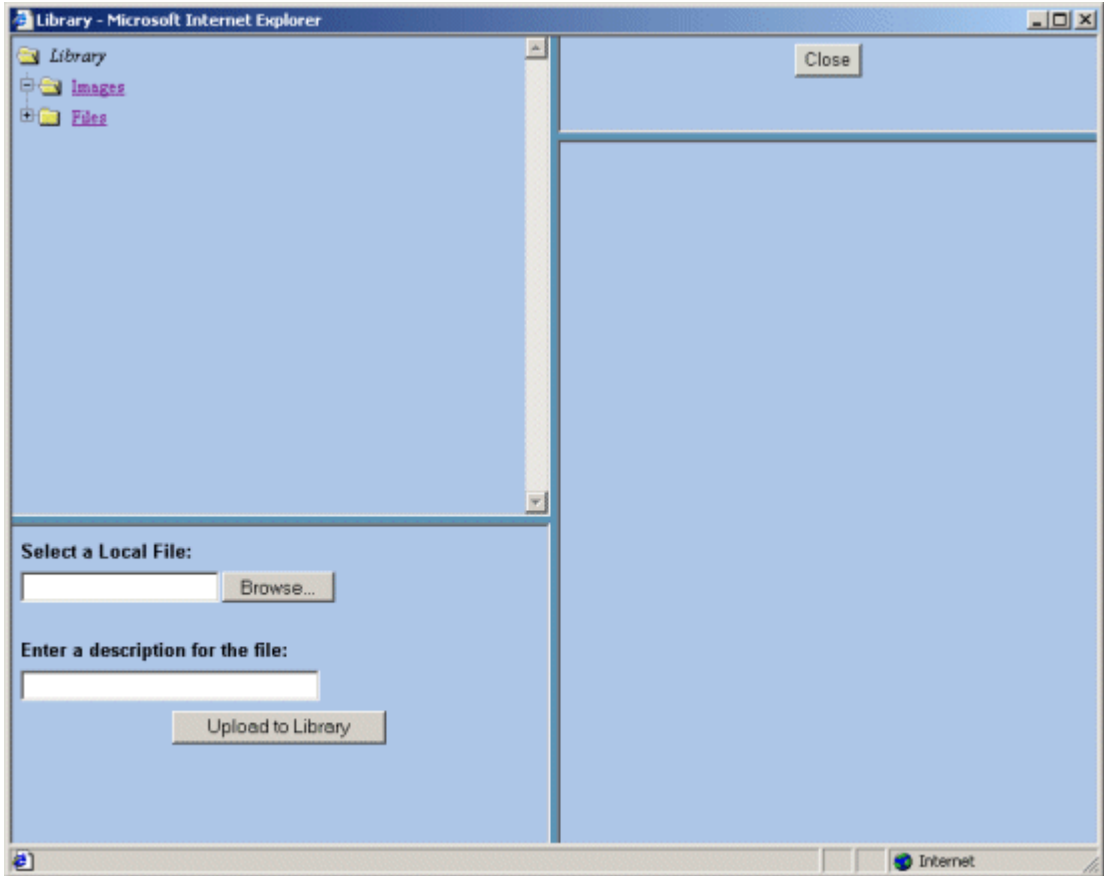 Library - Microsoft Internet Explorer
Library
Images
Files
Close
Select a Local File:
Browse...
Enter a description for the file:
Upload to Library
Internet